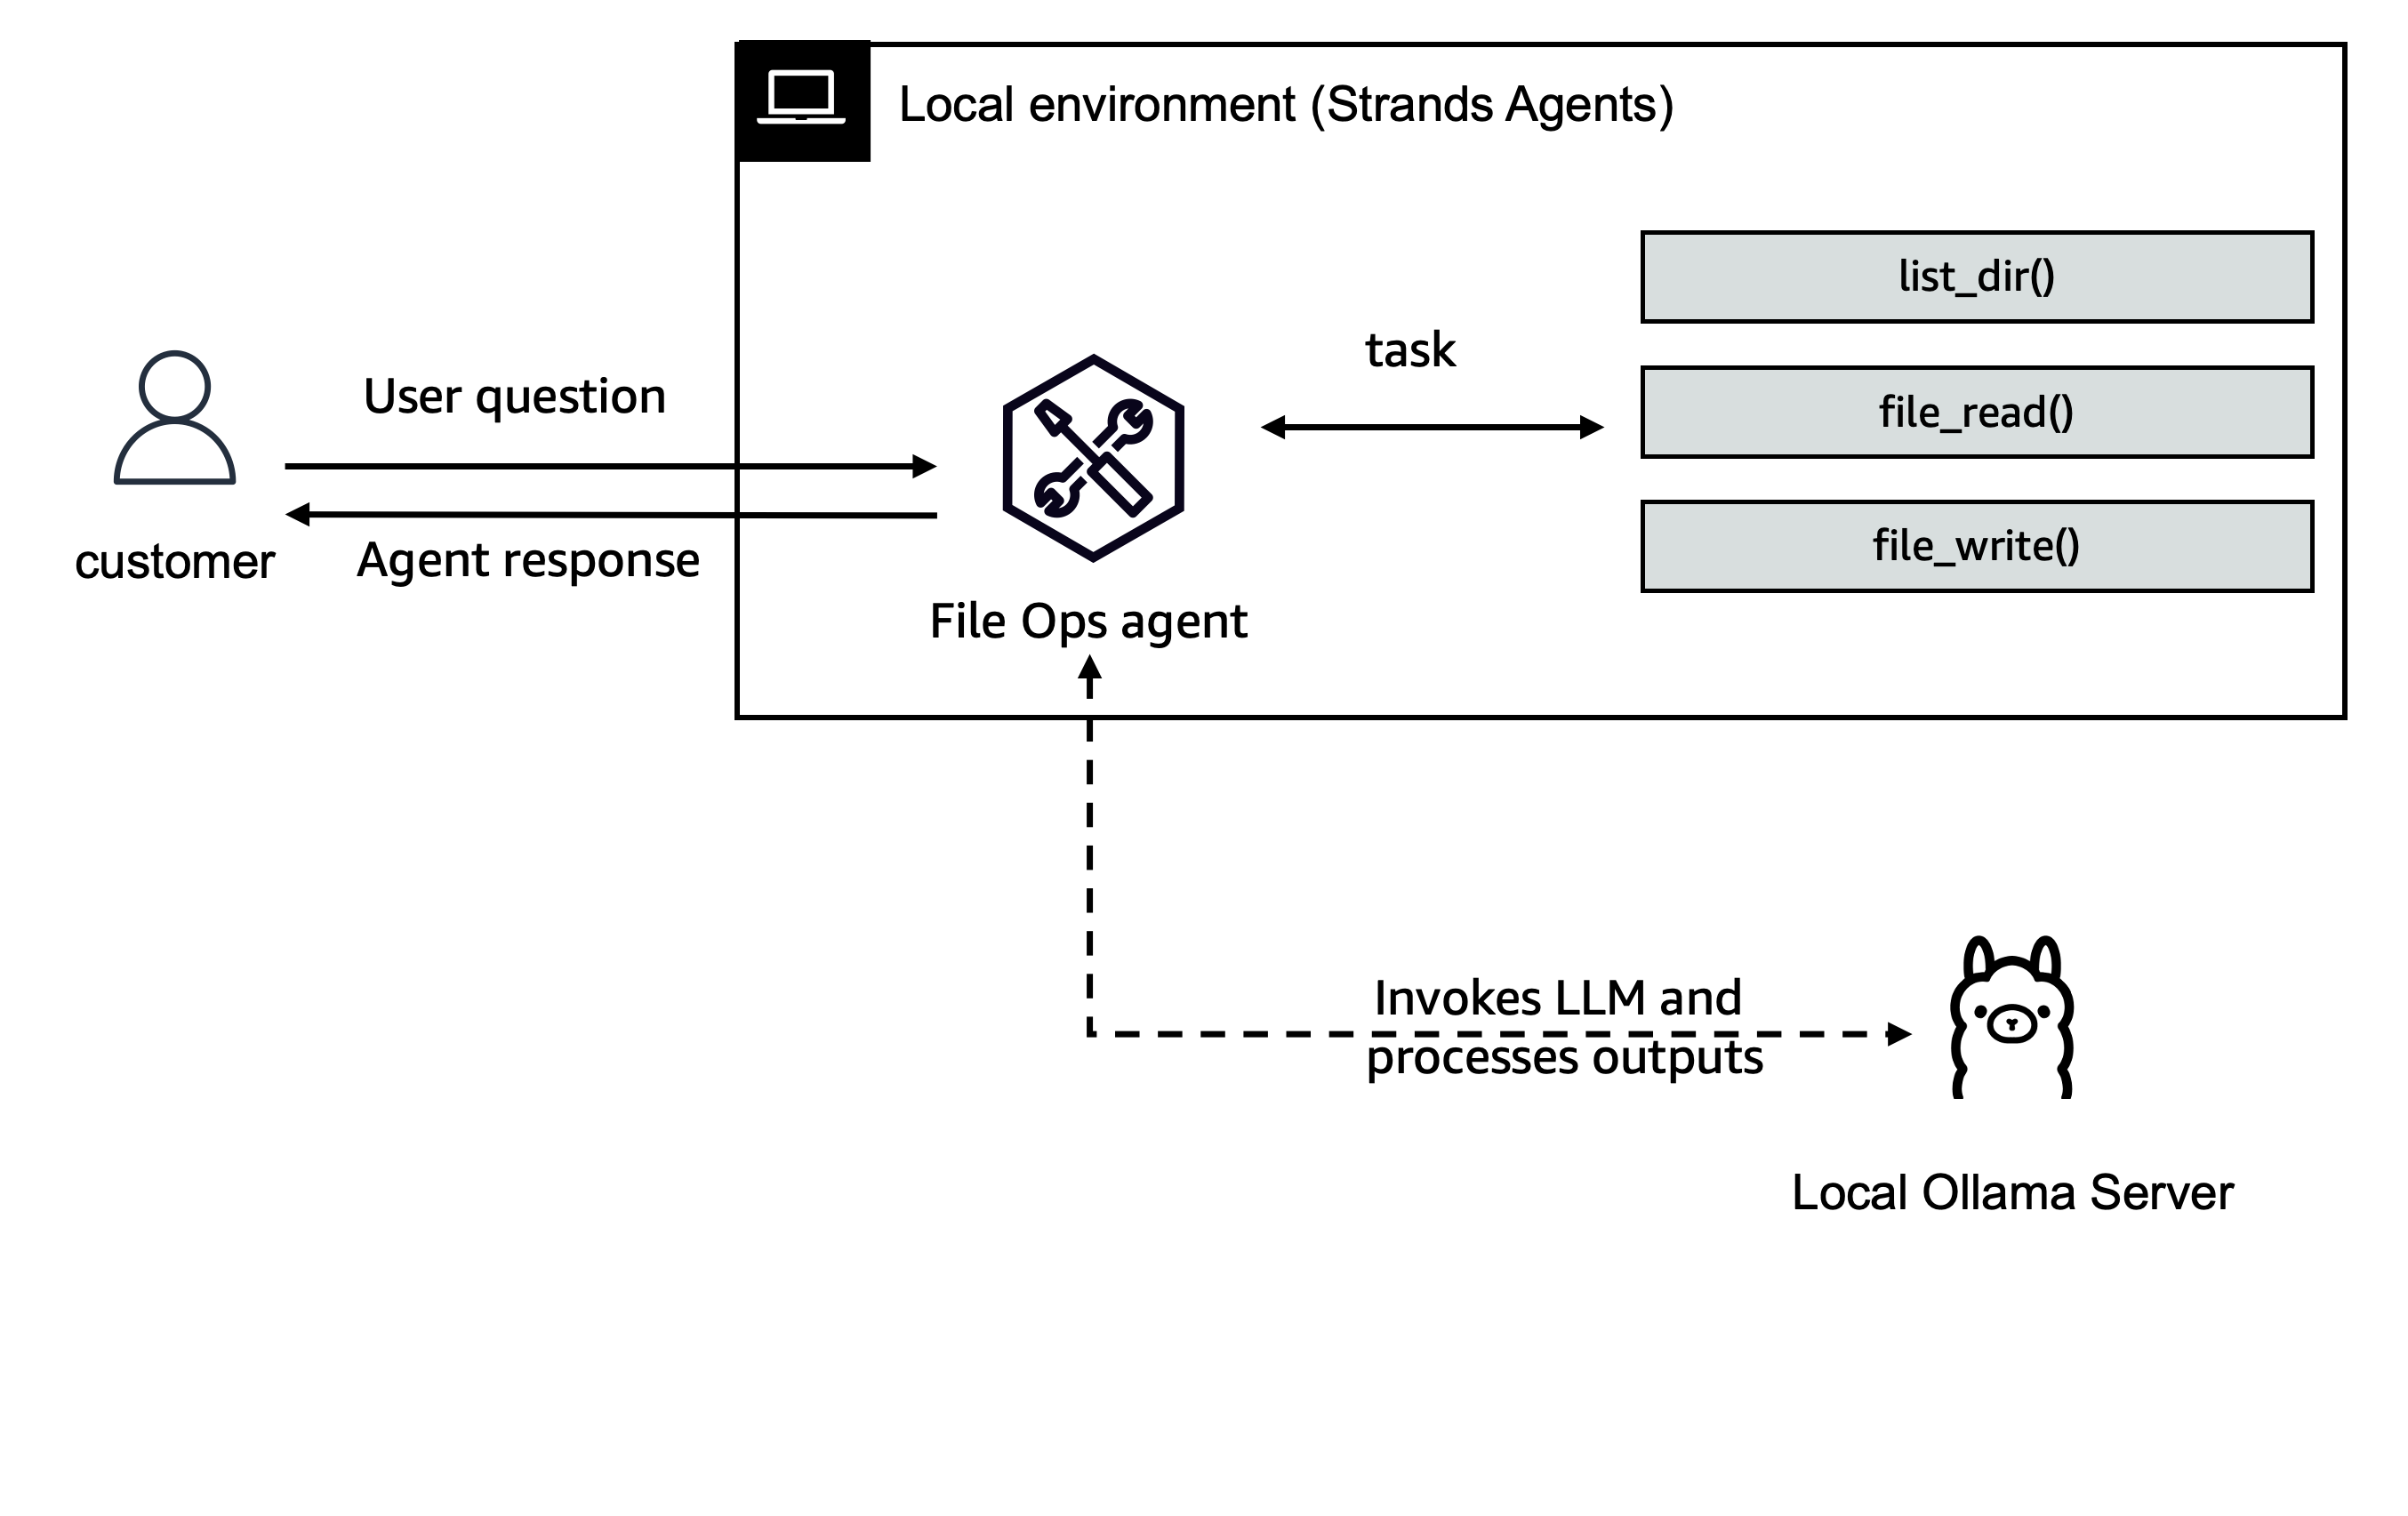 Local environment (Strands Agents)
list_dir()
task
file_read()
User question
file_write()
customer
Agent response
File Ops agent
Invokes LLM and
processes outputs
Local Ollama Server